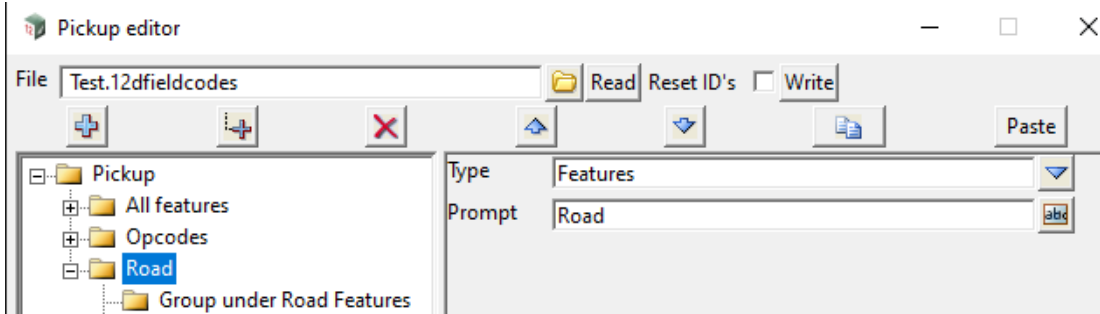 Pickup editor
File Test.12dfieldcodes Read Reset ID's Write
Paste
Pickup
All features
Opcodes
Road
Group under Road Features
Type Features
Prompt Road abc